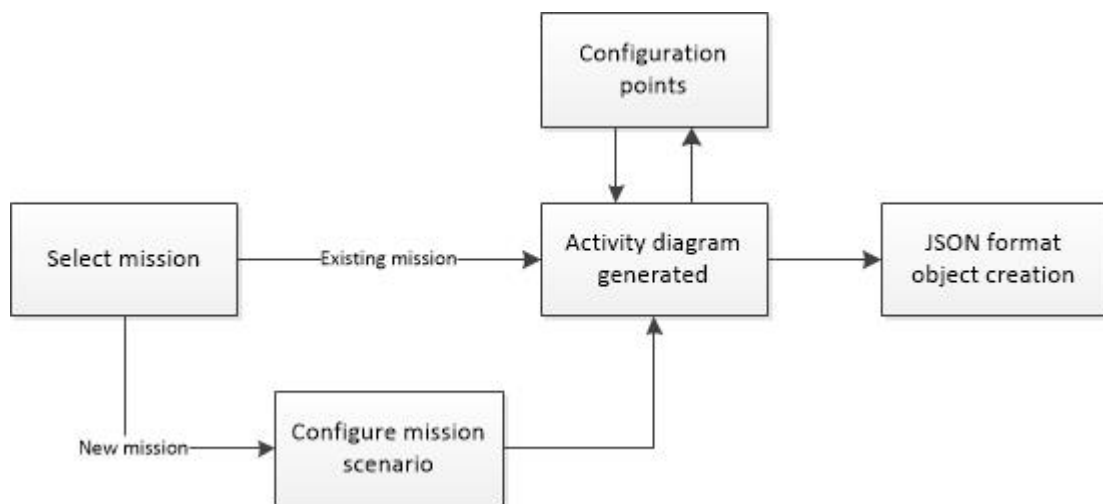 Configuration
points
Select mission
Existing mission
Activity diagram
generated
JSON format
object creation
New mission
Configure mission
scenario